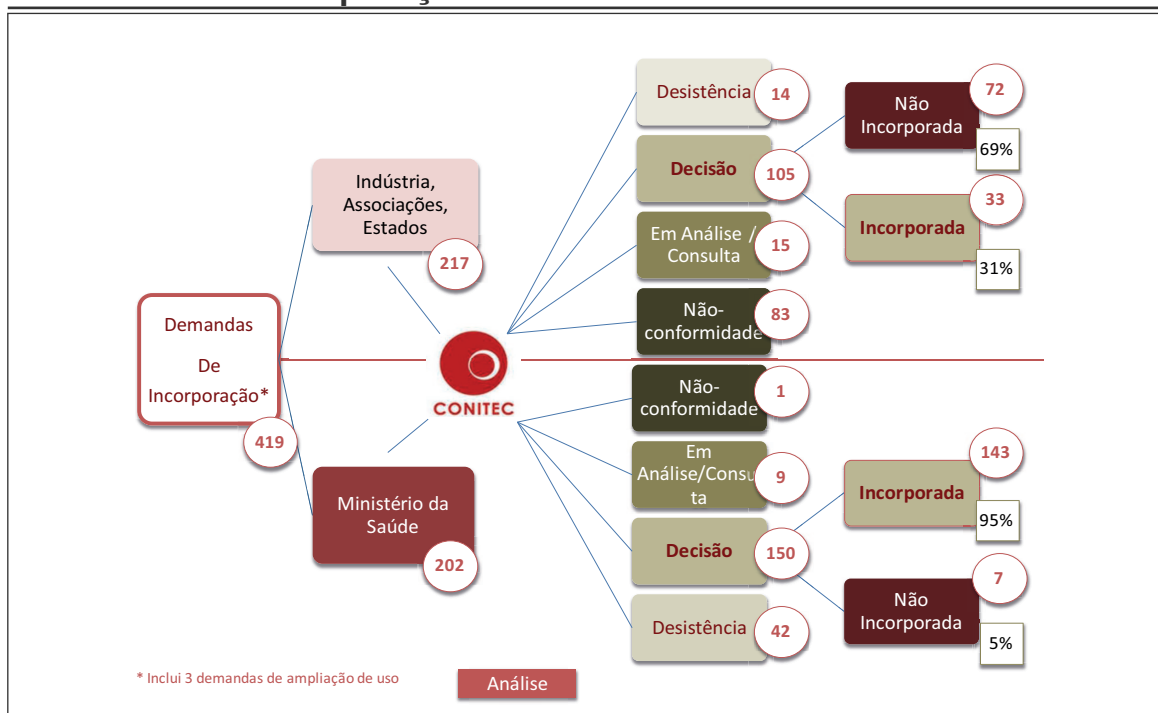 Desistência
14
Decisão
105
Em Análise /
Consulta
15
Não-
conformidade
83
Não
Incorporada
72
69%
Incorporada
33
31%
Indústria,
Associações,
Estados
217
Demandas
De
Incorporação*
419
CONITEC
Ministério da
Saúde
202
Não-
conformidade
1
Em
Análise/Consu
ta
9
Decisão
150
Desistência
42
Incorporada
143
95%
Não
Incorporada
7
5%
* Inclui 3 demandas de ampliação de uso
Análise